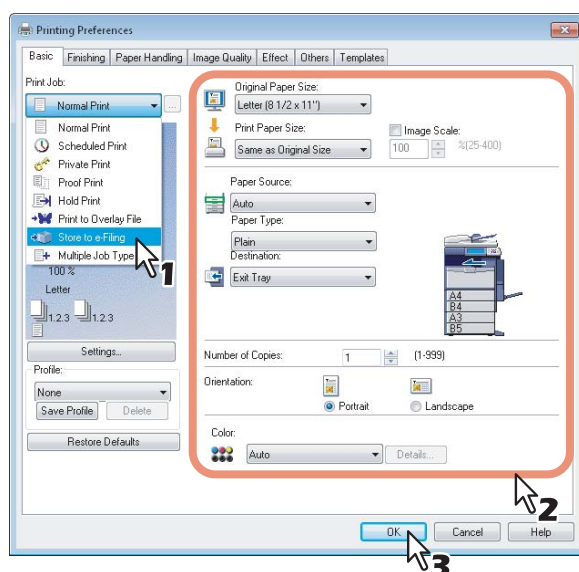 Printing Preferences
Basic Finishing Paper Handling Image Quality Effect Others Templates
Print Job:
Normal Print
...
Normal Print
Scheduled Print
Private Print
Proof Print
Hold Print
Print to Overlay File
Store to e-Filing
Multiple Job Type
1
100 %
Letter
1.2.3 1.2.3
Settings...
Profile:
None
Save Profile Delete
Restore Defaults
Original Paper Size:
Letter (8 1/2 x 11")
Print Paper Size:
Same as Original Size
Image Scale:
100 %(25-400)
Paper Source:
Auto
Paper Type:
Plain
Destination:
Exit Tray
A4
B4
A3
B5
Number of Copies: 1 (1-999)
Orientation:
Portrait Landscape
Color:
Auto Details...
2
OK Cancel Help
3